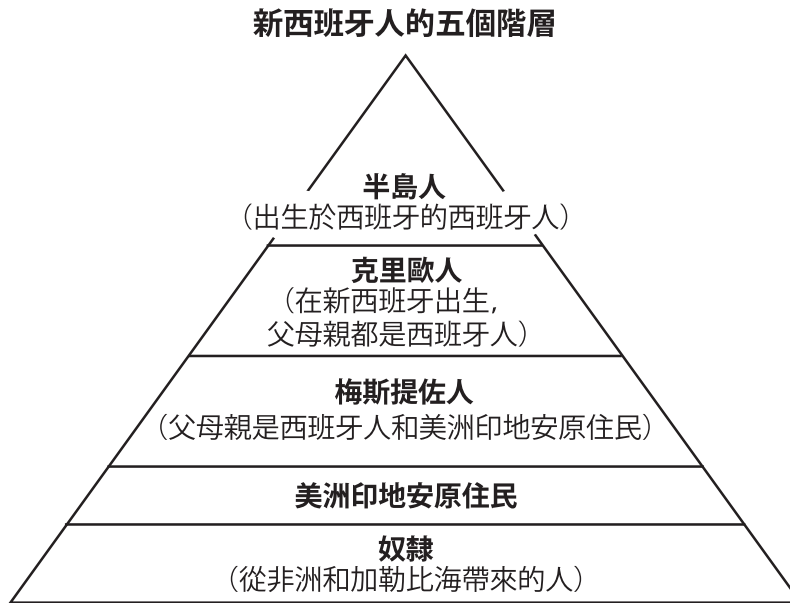 新西班牙人的五個階層
半島人
（出生於西班牙的西班牙人）
克里歐人
（在新西班牙出生,
父母親都是西班牙人）
梅斯提佐人
（父母親是西班牙人和美洲印地安原住民）
美洲印地安原住民
奴隸
（從非洲和加勒比海帶來的人）